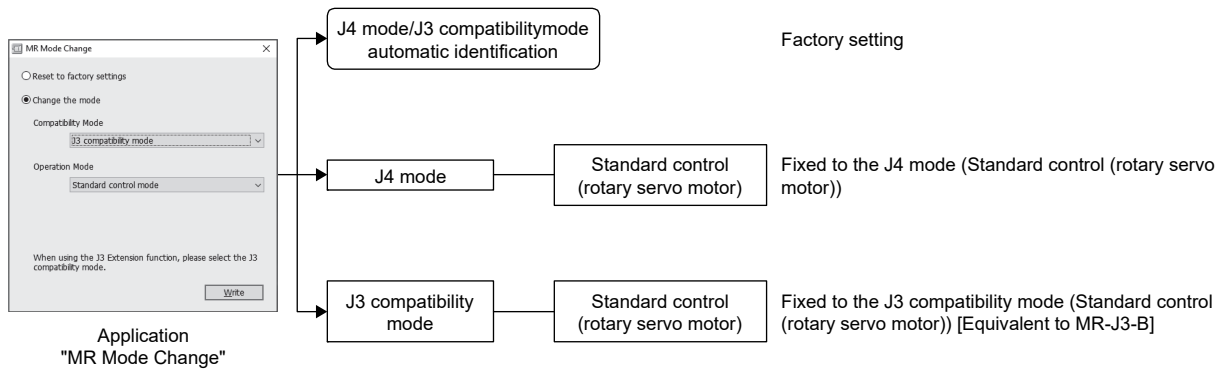 MR Mode Change
Reset to factory settings
Change the mode
Compatibility Mode
J3 compatibility mode
Operation Mode
Standard control mode
When using the J3 Extension function, please select the J3
compatibility mode.
Write
Application
"MR Mode Change"
J4 mode/J3 compatibilitymode
automatic identification
Factory setting
J4 mode
Standard control
(rotary servo motor)
Fixed to the J4 mode (Standard control (rotary servo
motor))
J3 compatibility
mode
Standard control
(rotary servo motor)
Fixed to the J3 compatibility mode (Standard control
(rotary servo motor)) [Equivalent to MR-J3-B]